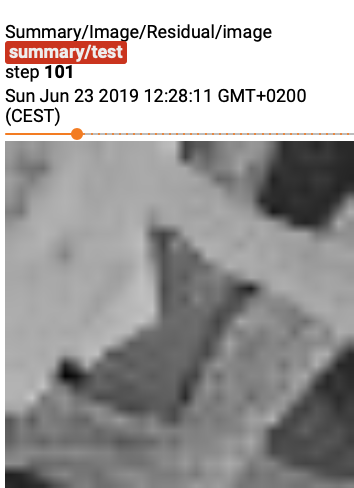 Summary/Image/Residual/image
summary/test
step 101
Sun Jun 23 2019 12:28:11 GMT+0200
(CEST)